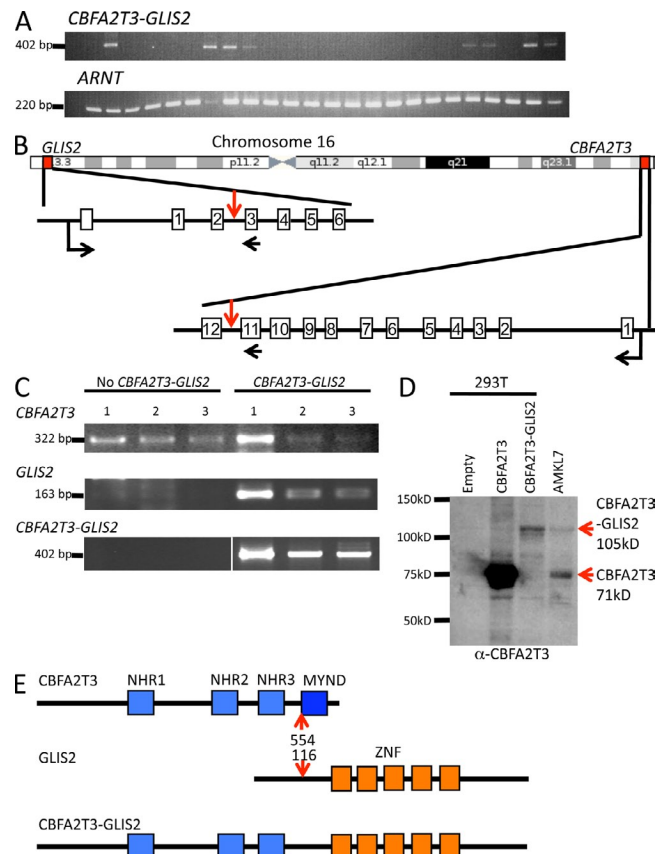 A
CBFA2T3-GLIS2
402 bp
ARNT
220 bp
B
GLIS2
Chromosome 16
CBFA2T3
3.3 p11.2 q11.2 q12.1 q21 q23.1
1 2 3 4 5 6
12 11 10 9 8 7 6 5 4 3 2 1
C
No CBFA2T3-GLIS2 CBFA2T3-GLIS2
CBFA2T3 1 2 3 1 2 3
322 bp
GLIS2
163 bp
CBFA2T3-GLIS2
402 bp
D
293T
Empty
CBFA2T3
CBFA2T3-GLIS2
AMKL7
150kD
100kD
75kD
50kD
CBFA2T3
-GLIS2
105kD
CBFA2T3
71kD
α-CBFA2T3
E
CBFA2T3 NHR1 NHR2 NHR3 MYND
554
116
GLIS2 ZNF
CBFA2T3-GLIS2